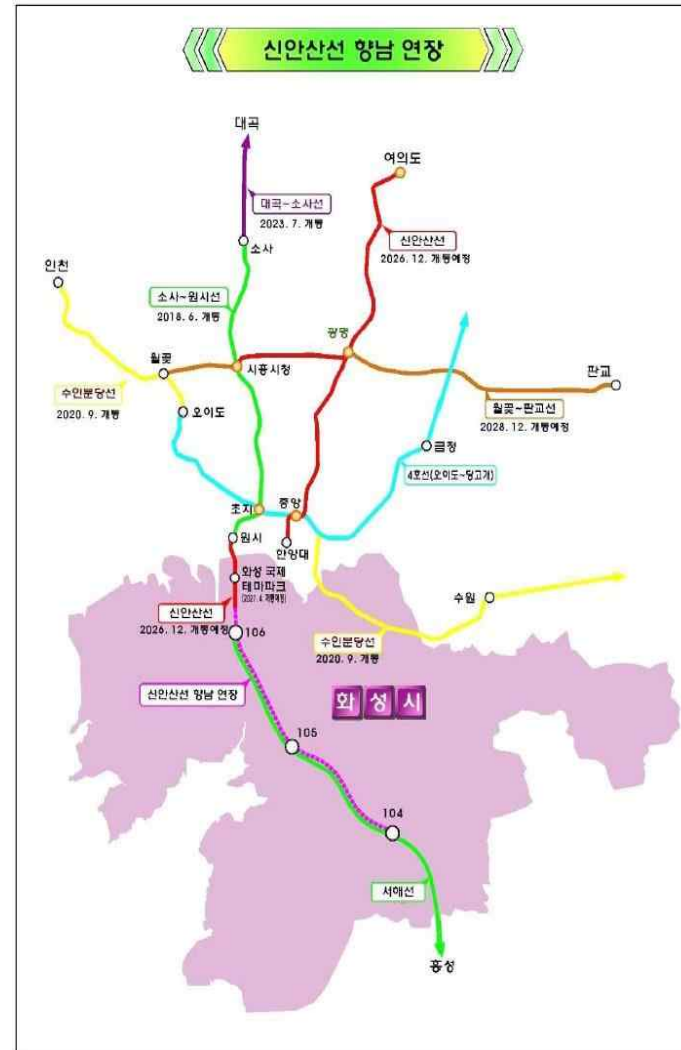 신안산선 향남 연장
대곡
여의도
대곡~소사선
2023. 7. 개통
신안산선
2026. 12. 개통예정
소사
인천
소사~원시선
2018. 6. 개통
광명
월곶
시흥시청
판교
수인분당선
2020. 9. 개통
오이도
월곶~판교선
2028. 12. 개통예정
금정
4호선(오이도~당고개)
초지
중앙
원시
한양대
화성 국제
테마파크
수원
신안산선
2026. 12. 개통예정
106
수인분당선
2020. 9. 개통
신안산선 향남 연장
화성시
105
104
서해선
홍성